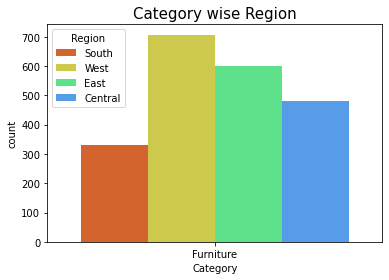 Category wise Region
Region
South
West
East
Central
700
600
500
400
300
200
100
0
count
Furniture
Category